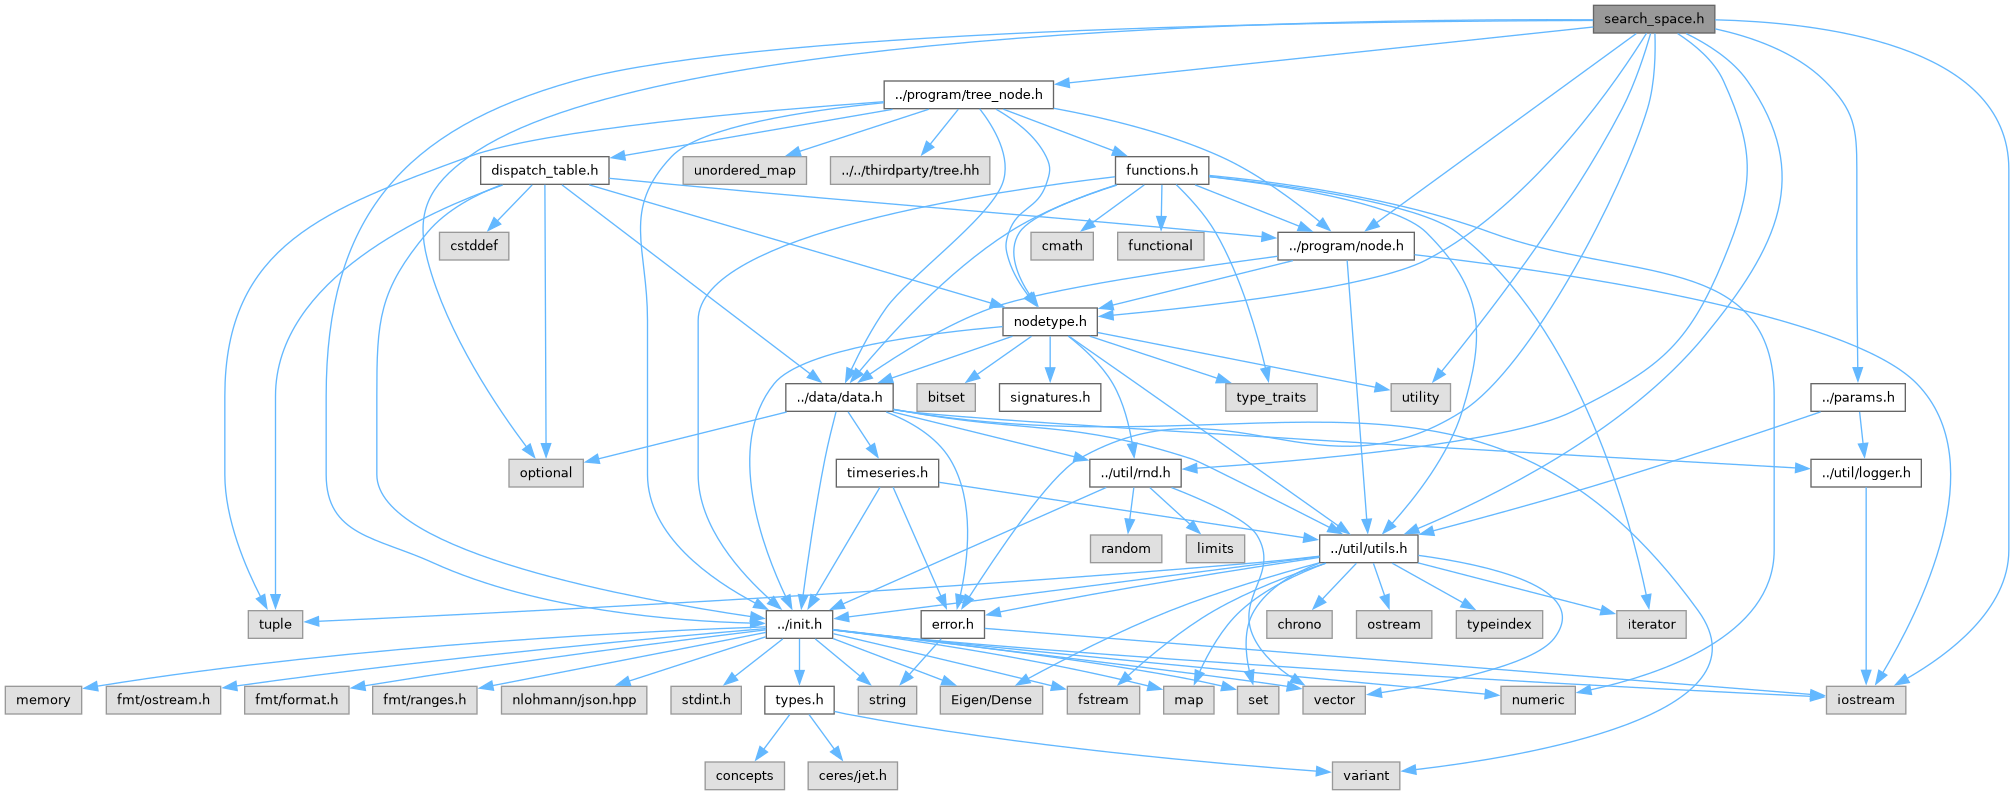 search_space.h
../program/tree_node.h
dispatch_table.h
unordered_map
../../thirdparty/tree.hh
functions.h
cstddef
cmath
functional
../program/node.h
nodetype.h
../data/data.h
bitset
signatures.h
type_traits
utility
../params.h
optional
timeseries.h
../util/rnd.h
../util/logger.h
random
limits
../util/utils.h
tuple
../init.h
error.h
chrono
ostream
typeindex
iterator
memory
fmt/ostream.h
fmt/format.h
fmt/ranges.h
nlohmann/json.hpp
stdint.h
types.h
string
Eigen/Dense
fstream
map
set
vector
numeric
iostream
concepts
ceres/jet.h
variant